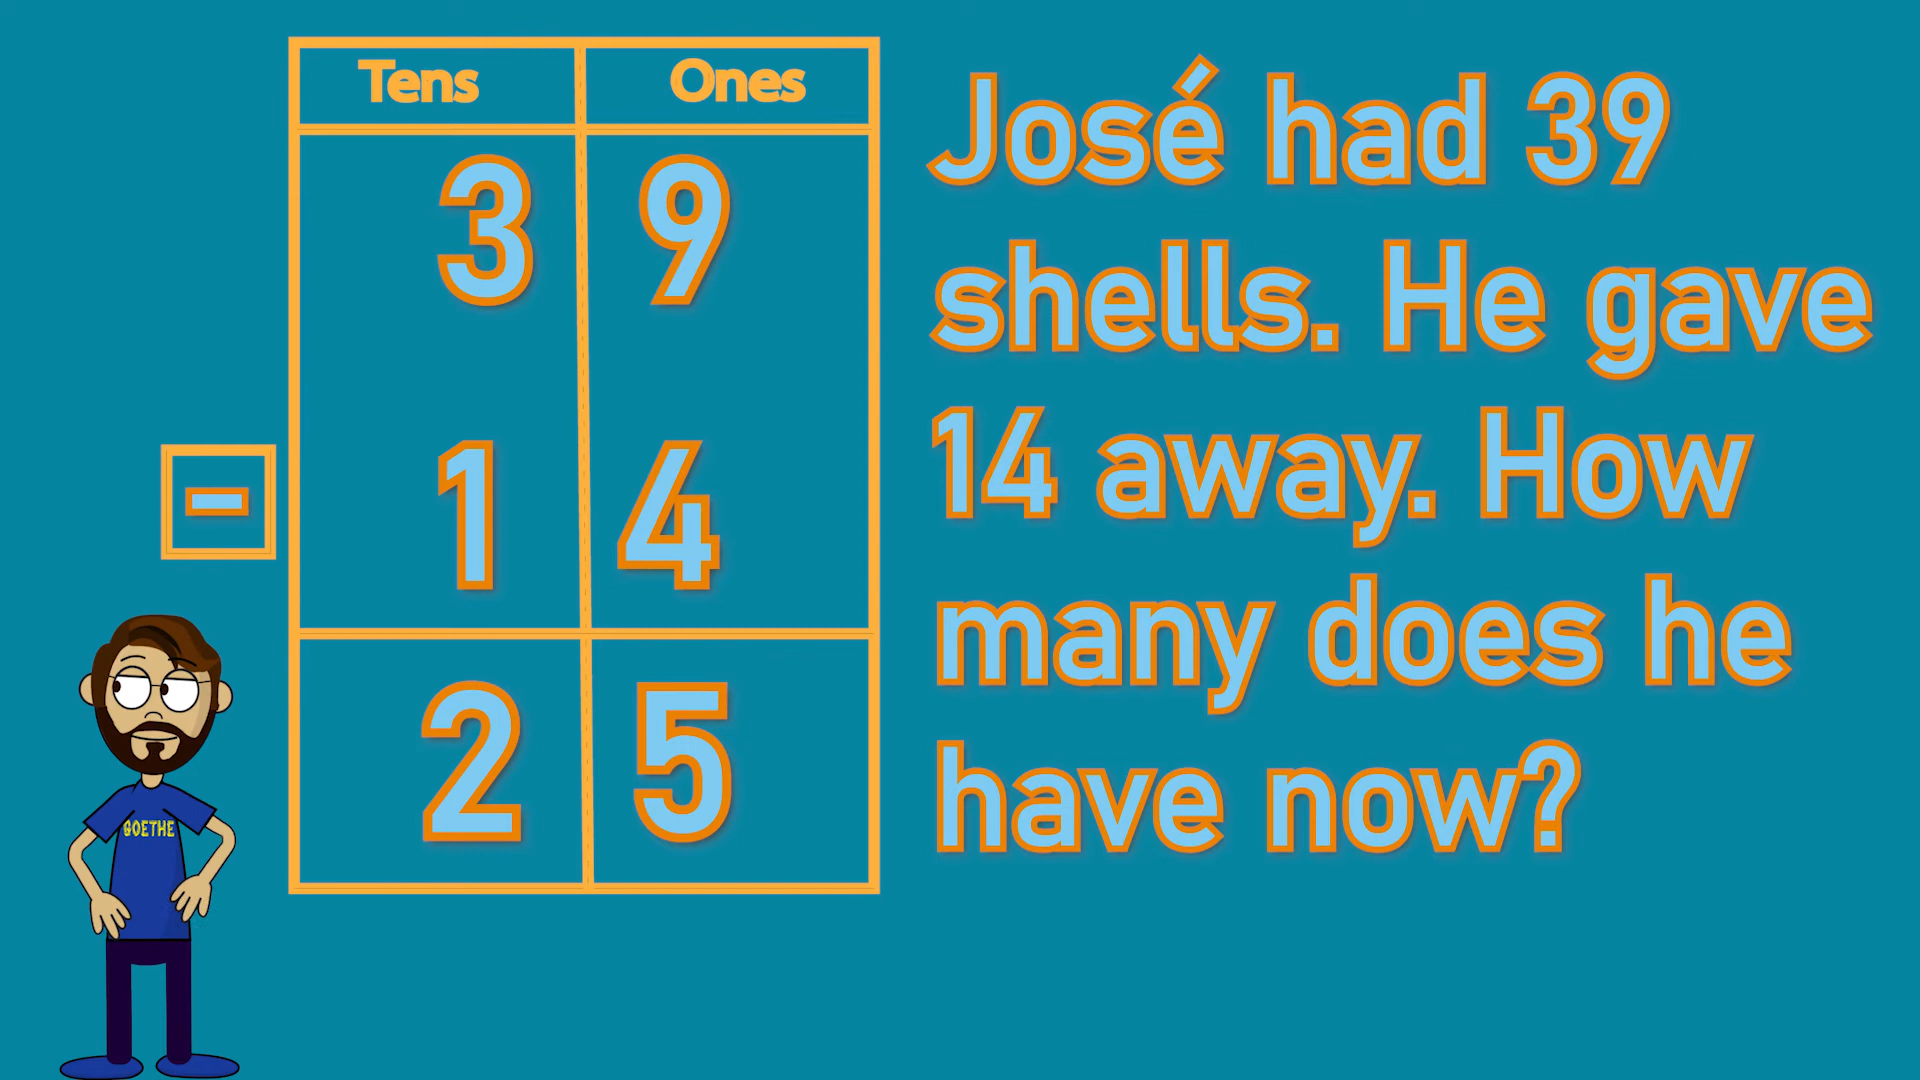 Tens Ones
3 9
- 1 4
2 5
José had 39
shells. He gave
14 away. How
many does he
have now?
GOETHE